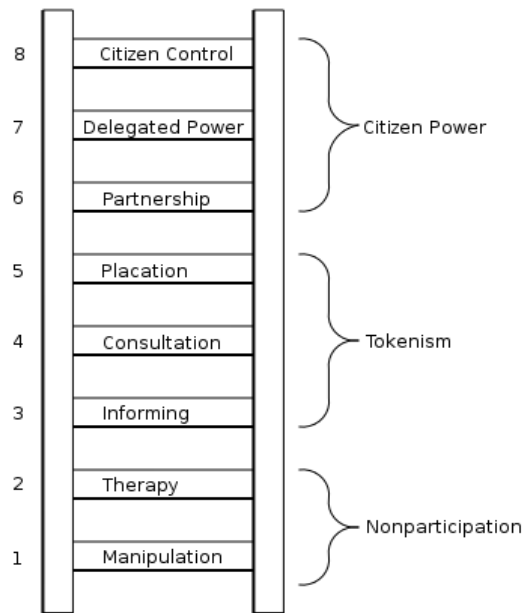 8 Citizen Control
7 Delegated Power
Citizen Power
6 Partnership
5 Placation
4 Consultation
Tokenism
3 Informing
2 Therapy
Nonparticipation
1 Manipulation